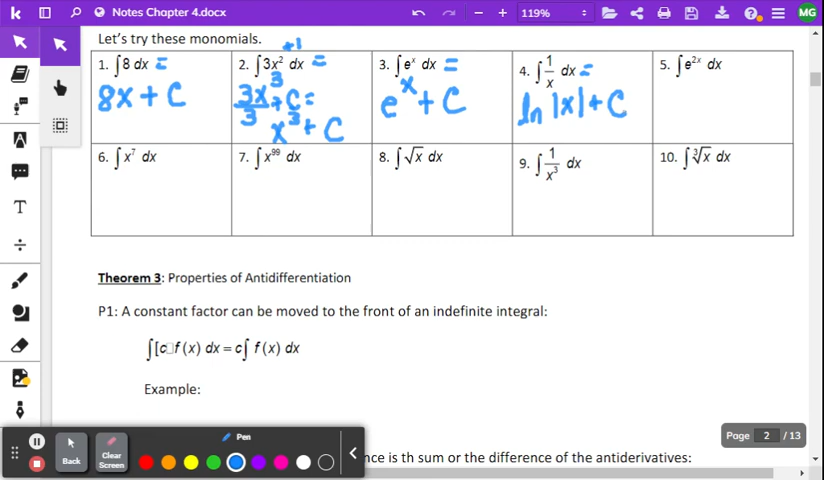 Notes Chapter 4.docx
119%
MG
Let's try these monomials.
1. ∫8 dx =
8x + C
2. ∫3x² dx =
+1
3x³/3 + C =
x³ + C
3. ∫eˣ dx =
eˣ + C
4. ∫1/x dx =
ln |x| + C
5. ∫e²ˣ dx
6. ∫x⁷ dx
7. ∫x⁹⁹ dx
8. ∫√x dx
9. ∫1/x³ dx
10. ∫∛x dx
Theorem 3: Properties of Antidifferentiation
P1: A constant factor can be moved to the front of an indefinite integral:
∫[c□f(x) dx = c∫ f(x) dx
Example:
Pen
Back
Clear
Screen
Page 2 / 13
nce is th sum or the difference of the antiderivatives: